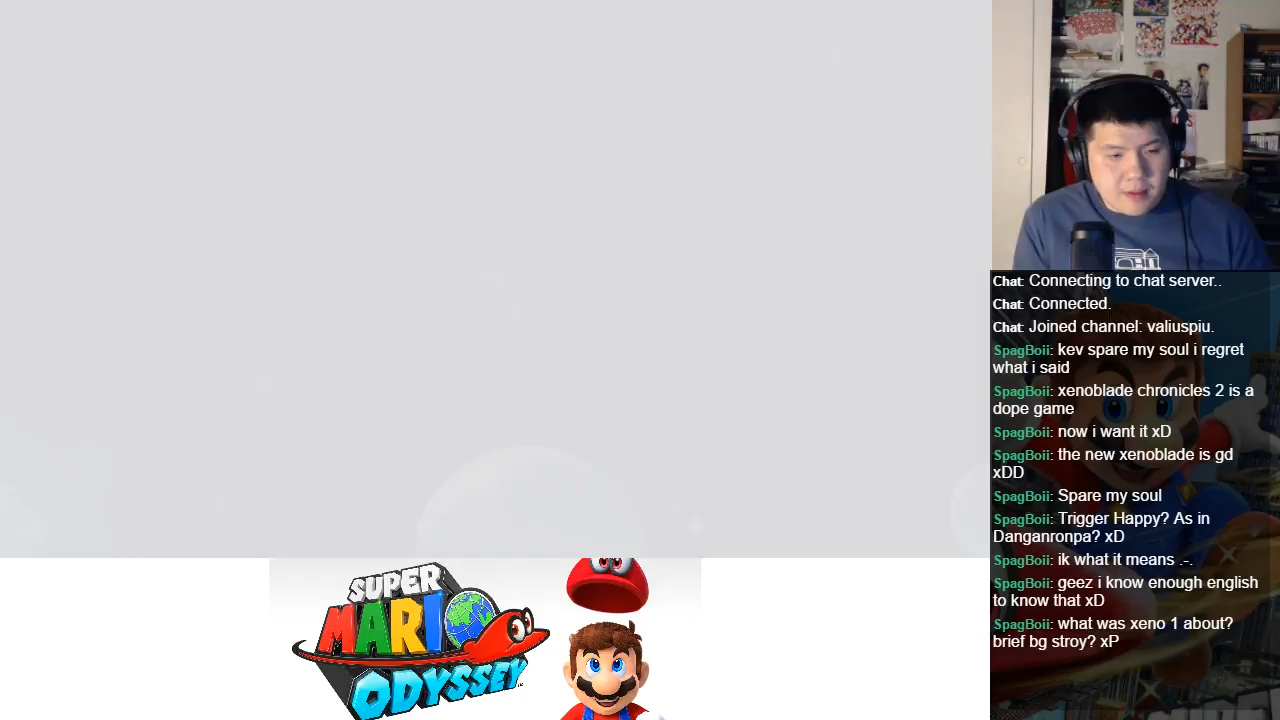 Chat: Connecting to chat server..
Chat: Connected.
Chat: Joined channel: valiuspiu.
SpagBoii: kev spare my soul i regret
what i said
SpagBoii: xenoblade chronicles 2 is a
dope game
SpagBoii: now i want it xD
SpagBoii: the new xenoblade is gd
xDD
SpagBoii: Spare my soul
SpagBoii: Trigger Happy? As in
Danganronpa? xD
SpagBoii: ik what it means .-.
SpagBoii: geez i know enough english
to know that xD
SpagBoii: what was xeno 1 about?
brief bg stroy? xP
SUPER
MARIO
ODYSSEY